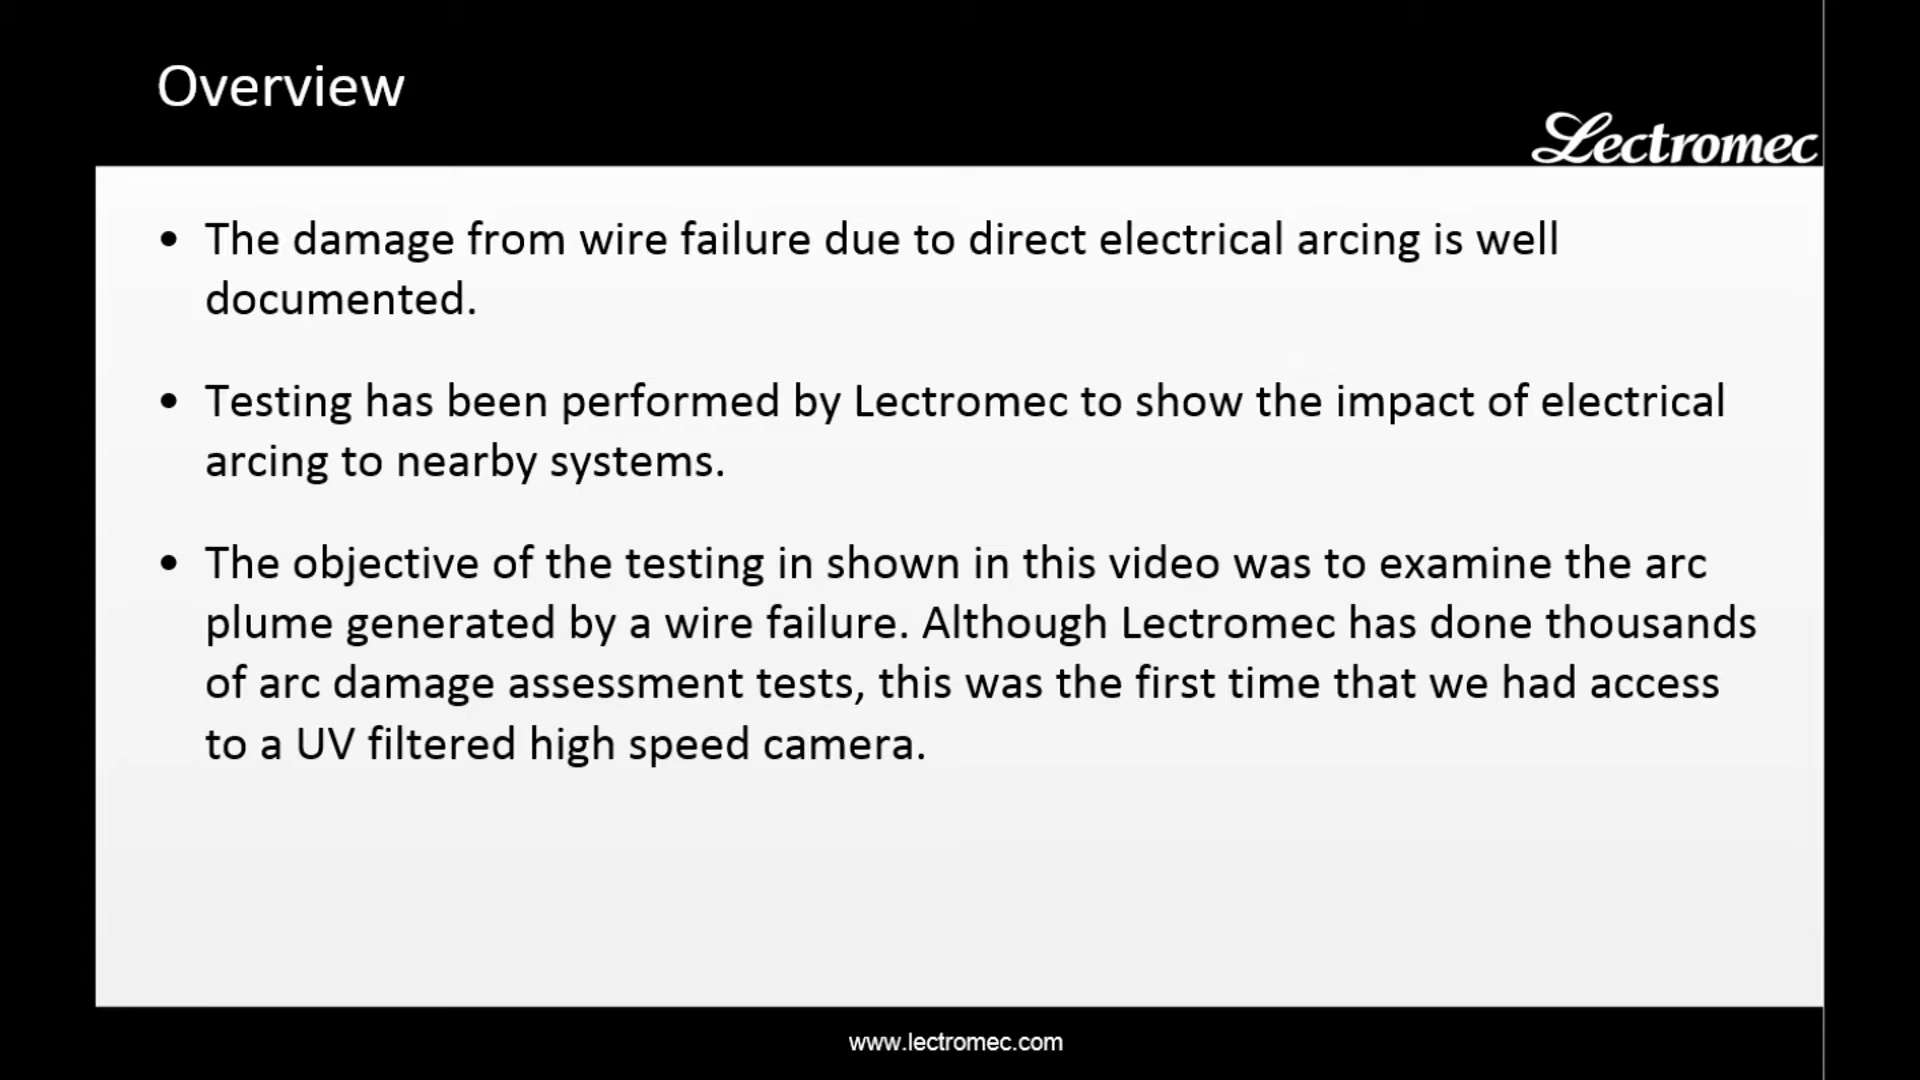 Overview
Lectromec
• The damage from wire failure due to direct electrical arcing is well
documented.
• Testing has been performed by Lectromec to show the impact of electrical
arcing to nearby systems.
• The objective of the testing in shown in this video was to examine the arc
plume generated by a wire failure. Although Lectromec has done thousands
of arc damage assessment tests, this was the first time that we had access
to a UV filtered high speed camera.
www.lectromec.com